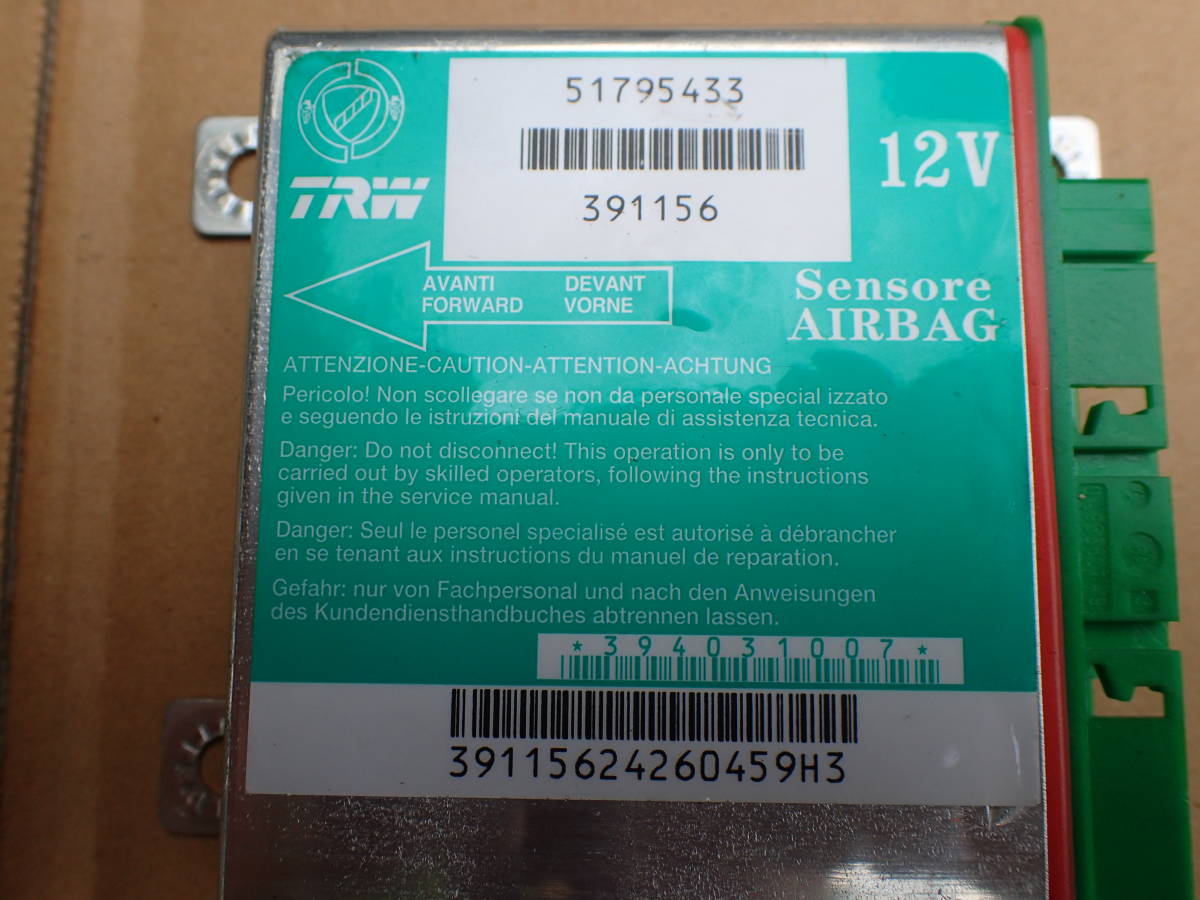 51795433
391156
12V
TRW
AVANTI DEVANT
FORWARD VORNE
Sensore
AIRBAG
ATTENZIONE-CAUTION-ATTENTION-ACHTUNG
Pericolo! Non scollegare se non da personale special izzato
e seguendo le istruzioni del manuale di assistenza tecnica.
Danger: Do not disconnect! This operation is only to be
carried out by skilled operators, following the instructions
given in the service manual.
Danger: Seul le personel specialisé est autorisé à débrancher
en se tenant aux instructions du manuel de reparation.
Gefahr: nur von Fachpersonal und nach den Anweisungen
des Kundendiensthandbuches abtrennen lassen.
*394031007*
39115624260459H3